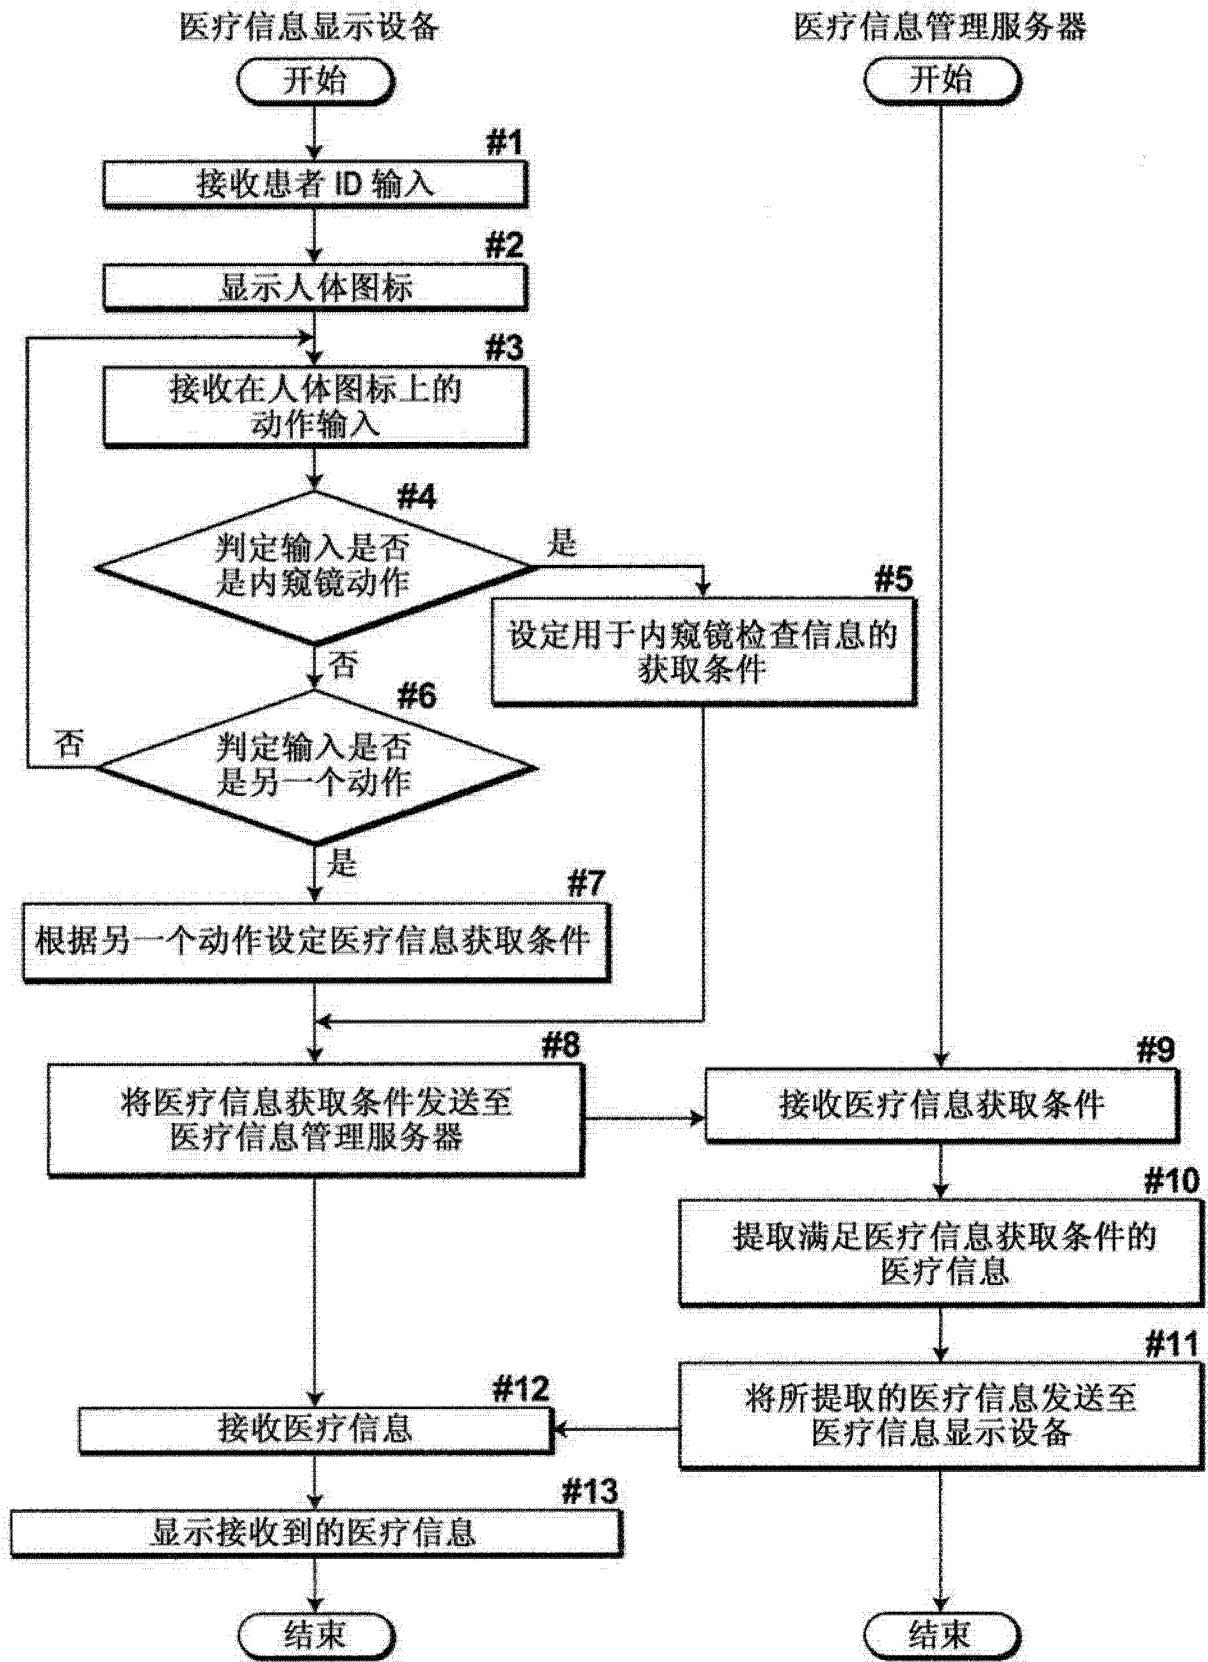 医疗信息显示设备
医疗信息管理服务器
开始
开始
#1
接收患者 ID 输入
#2
显示人体图标
#3
接收在人体图标上的
动作输入
#4
判定输入是否
是内窥镜动作
是
#5
设定用于内窥镜检查信息的
获取条件
否
#6
判定输入是否
是另一个动作
否
是
#7
根据另一个动作设定医疗信息获取条件
#8
将医疗信息获取条件发送至
医疗信息管理服务器
#9
接收医疗信息获取条件
#10
提取满足医疗信息获取条件的
医疗信息
#11
将所提取的医疗信息发送至
医疗信息显示设备
#12
接收医疗信息
#13
显示接收到的医疗信息
结束
结束